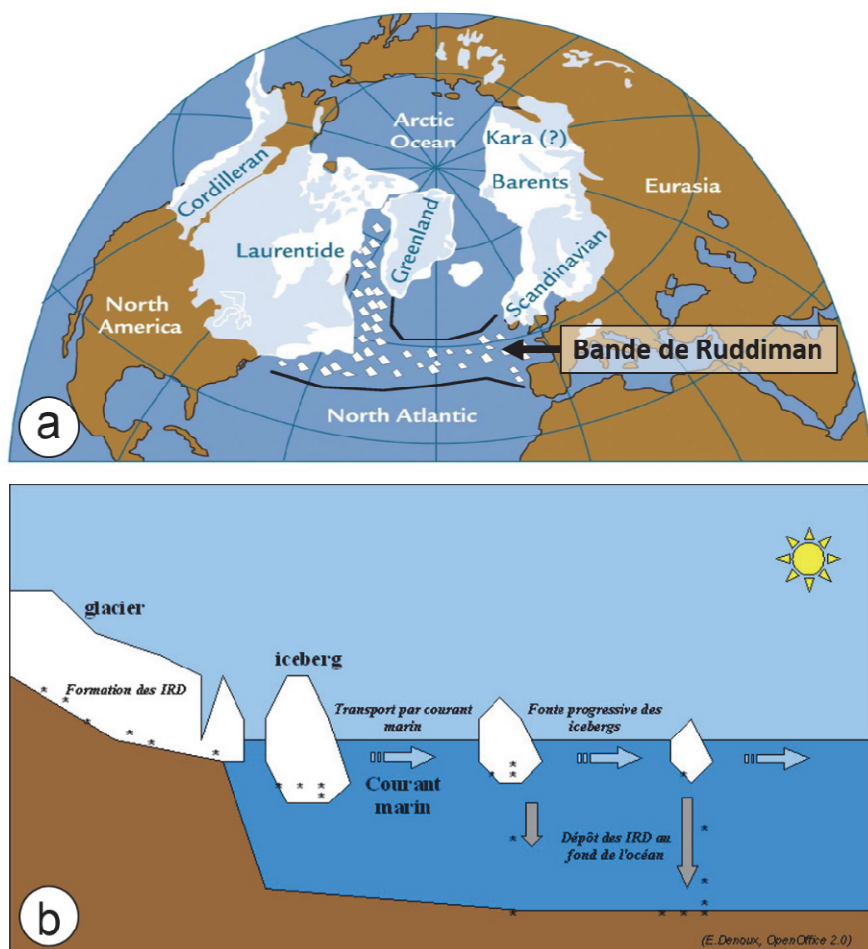 Arctic
Ocean
Kara (?)
Barents
Eurasia
Cordilleran
Laurentide
Greenland
Scandinavian
North
America
Bande de Ruddiman
North Atlantic
a
glacier
Formation des IRD
iceberg
Transport par courant
marin
Fonte progressive des
icebergs
Courant
marin
Dépôt des IRD au
fond de l'océan
b
(E.Denoux, OpenOffice 2.0)